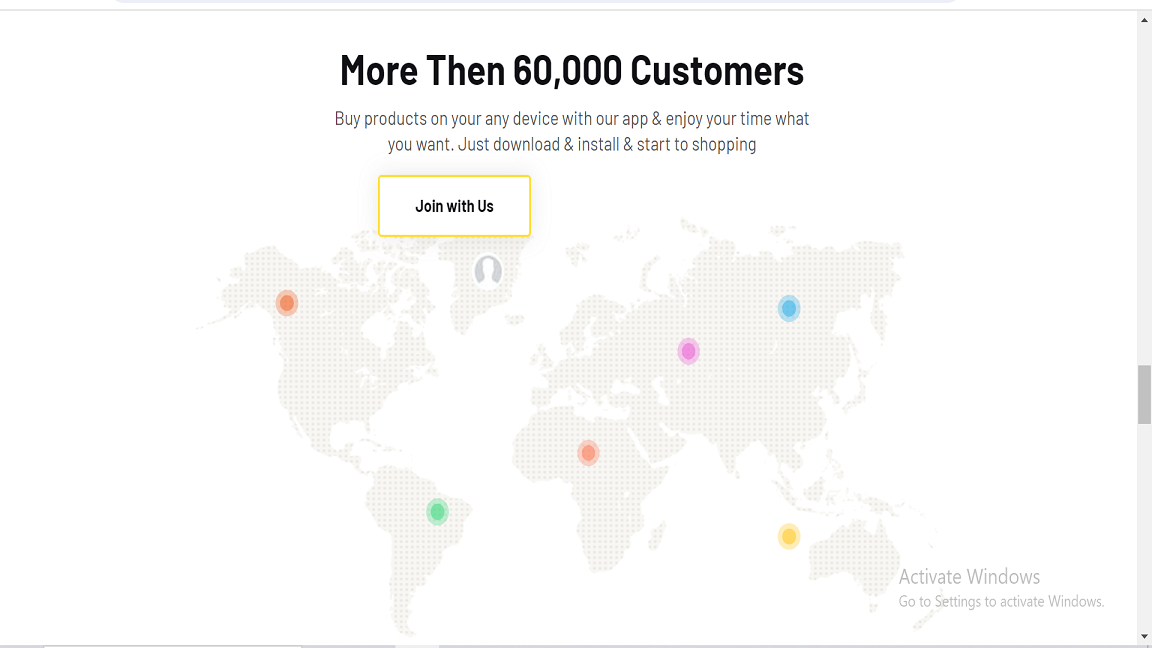 More Then 60,000 Customers
Buy products on your any device with our app & enjoy your time what
you want. Just download & install & start to shopping
Join with Us
Activate Windows
Go to Settings to activate Windows.